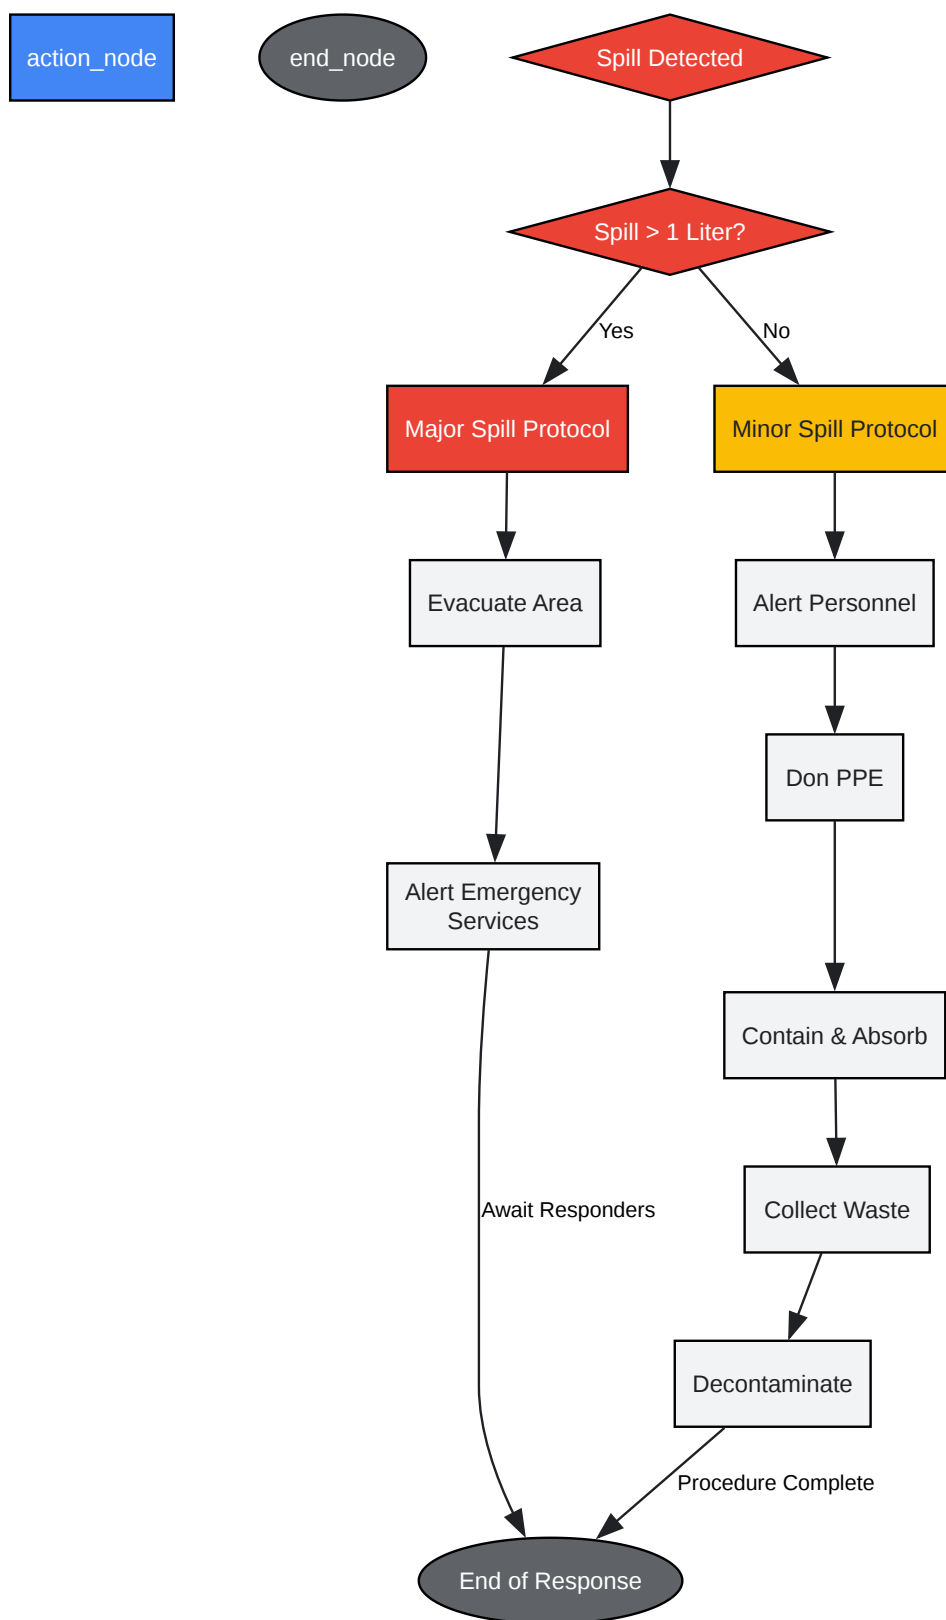 action_node
end_node
Spill Detected
Spill > 1 Liter?
Yes
No
Major Spill Protocol
Minor Spill Protocol
Evacuate Area
Alert Personnel
Don PPE
Alert Emergency
Services
Contain & Absorb
Await Responders
Collect Waste
Decontaminate
Procedure Complete
End of Response